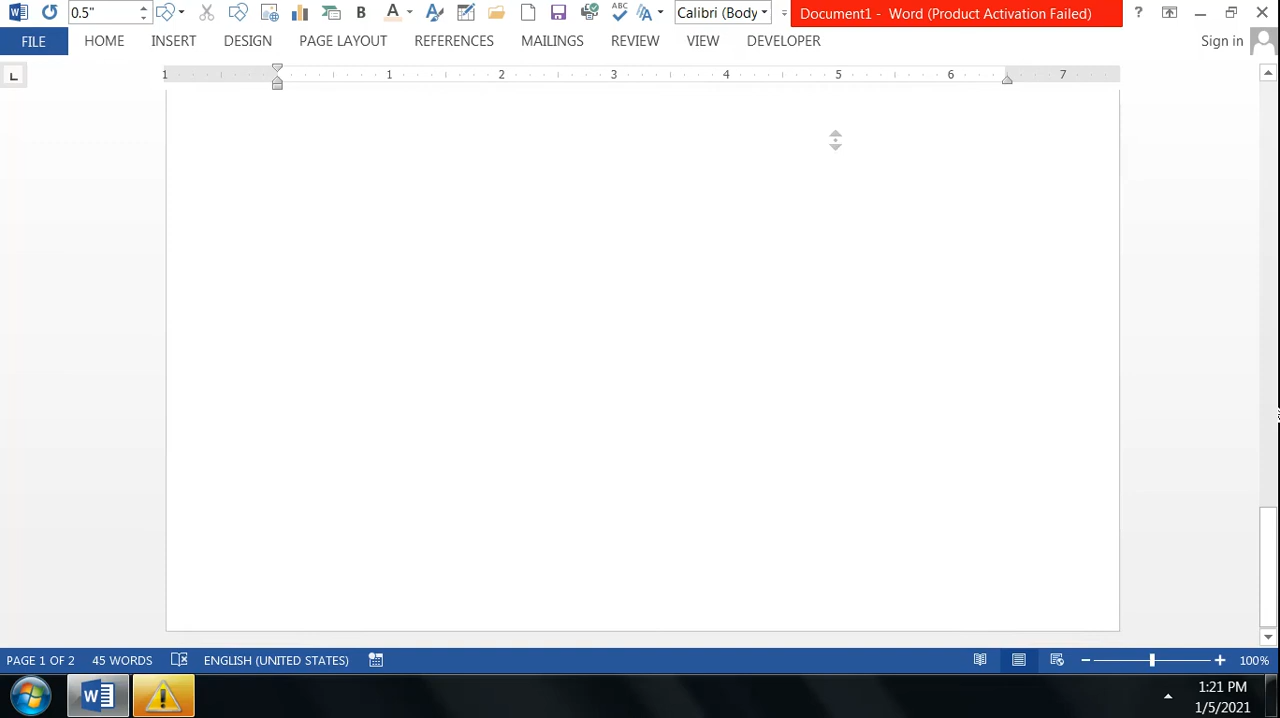 0.5" B A A Calibri (Body Document1 - Word (Product Activation Failed) ?
FILE HOME INSERT DESIGN PAGE LAYOUT REFERENCES MAILINGS REVIEW VIEW DEVELOPER Sign in
L 1 1 2 3 4 5 6 7
PAGE 1 OF 2 45 WORDS ENGLISH (UNITED STATES) 100%
1:21 PM
1/5/2021